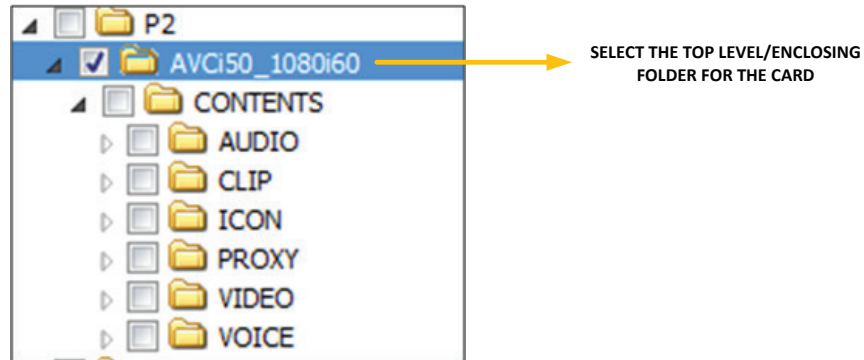 P2
AVCi50_1080i60
SELECT THE TOP LEVEL/ENCLOSING
FOLDER FOR THE CARD
CONTENTS
AUDIO
CLIP
ICON
PROXY
VIDEO
VOICE